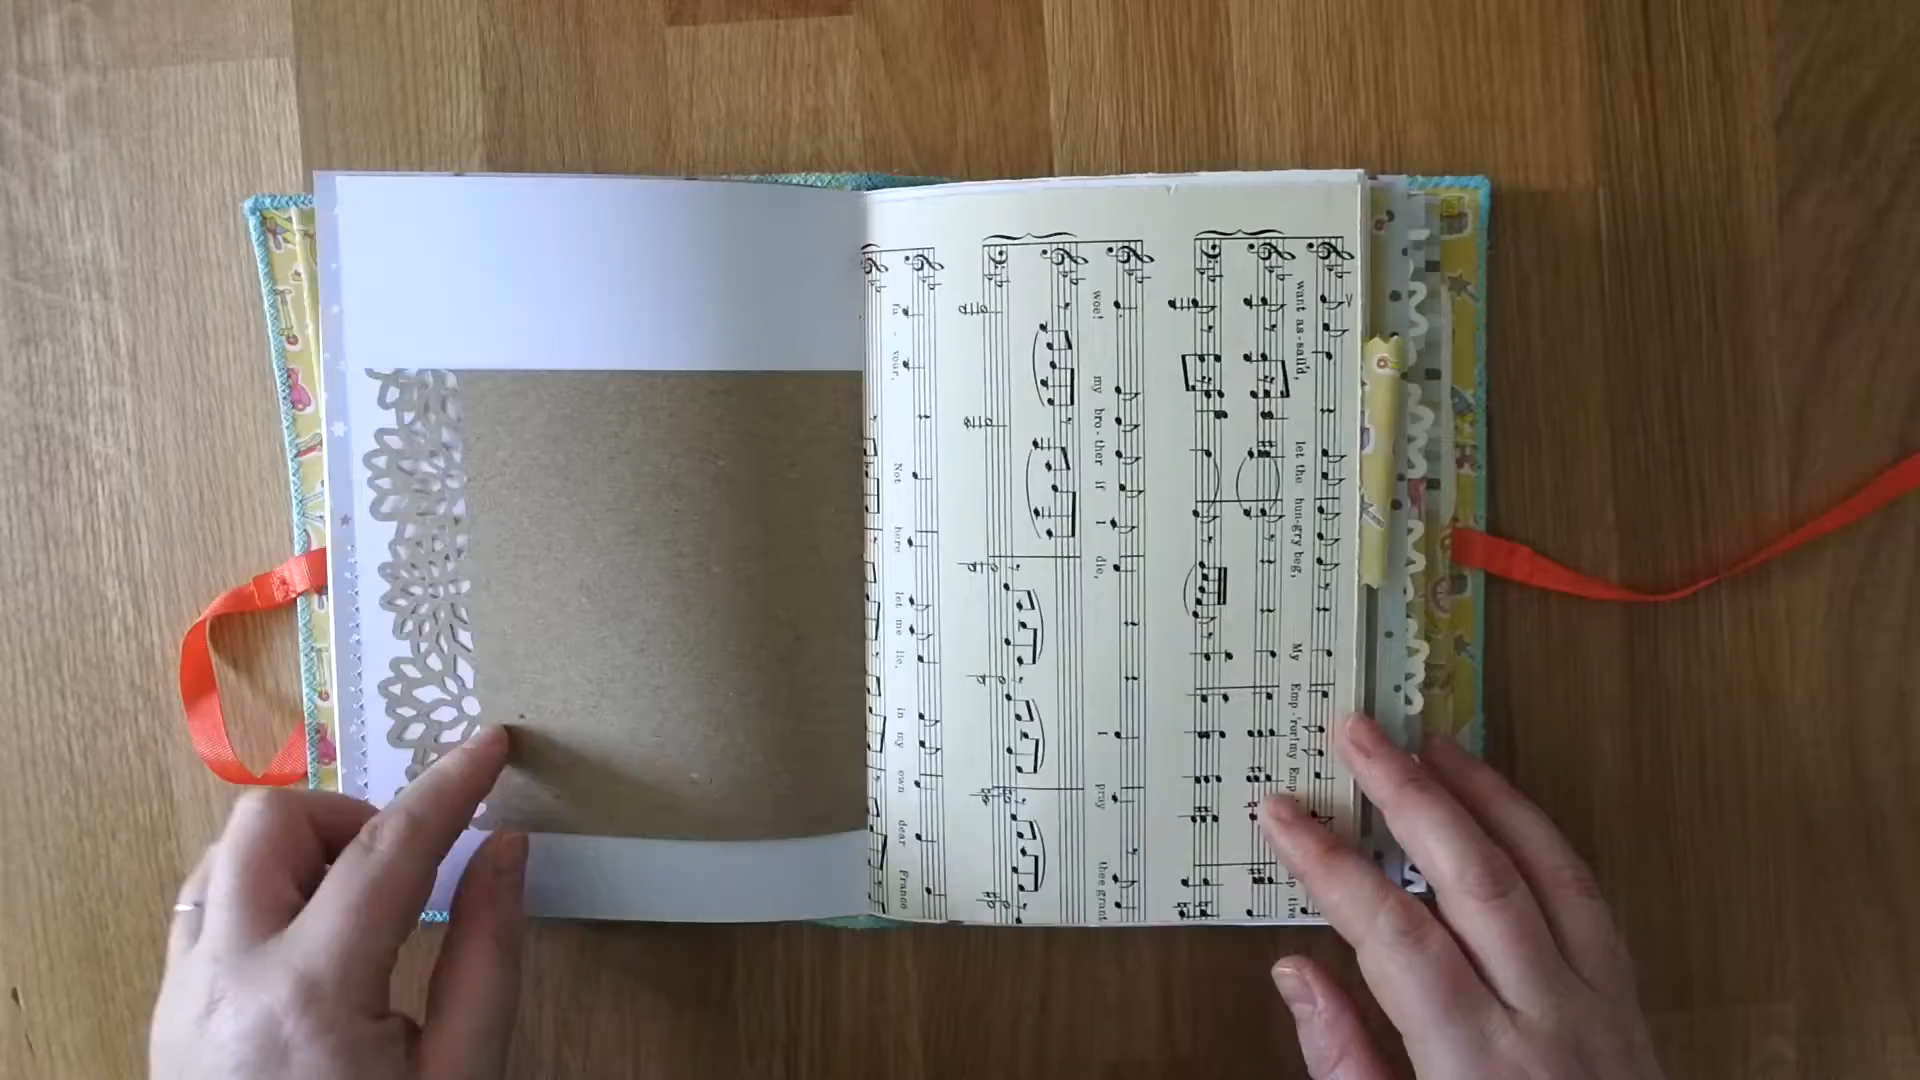 want as-sail'd, let the hun-gry beg, My Emp-'ror! my Emp
woe! my bro-ther if I die, I pray thee grant
fa - vour, Not here let me lie, in my own dear France